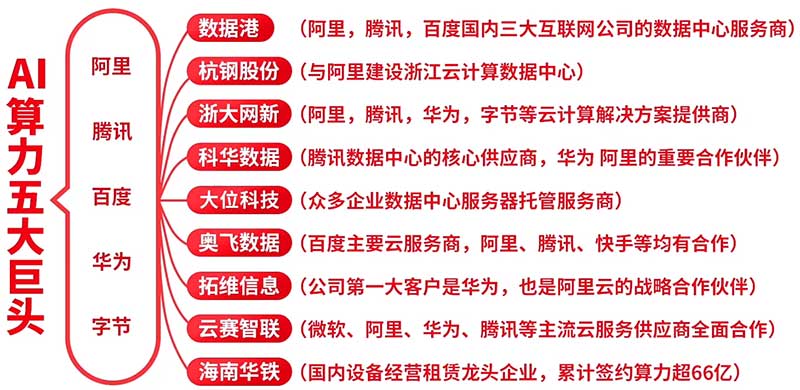 AI算力五大巨头
阿里
腾讯
百度
华为
字节
数据港（阿里，腾讯，百度国内三大互联网公司的数据中心服务商）
杭钢股份（与阿里建设浙江云计算数据中心）
浙大网新（阿里，腾讯，华为，字节等云计算解决方案提供商）
科华数据（腾讯数据中心的核心供应商，华为 阿里的重要合作伙伴）
大位科技（众多企业数据中心服务器托管服务商）
奥飞数据（百度主要云服务商，阿里、腾讯、快手等均有合作）
拓维信息（公司第一大客户是华为，也是阿里云的战略合作伙伴）
云赛智联（微软、阿里、华为、腾讯等主流云服务供应商全面合作）
海南华铁（国内设备经营租赁龙头企业，累计签约算力超66亿）